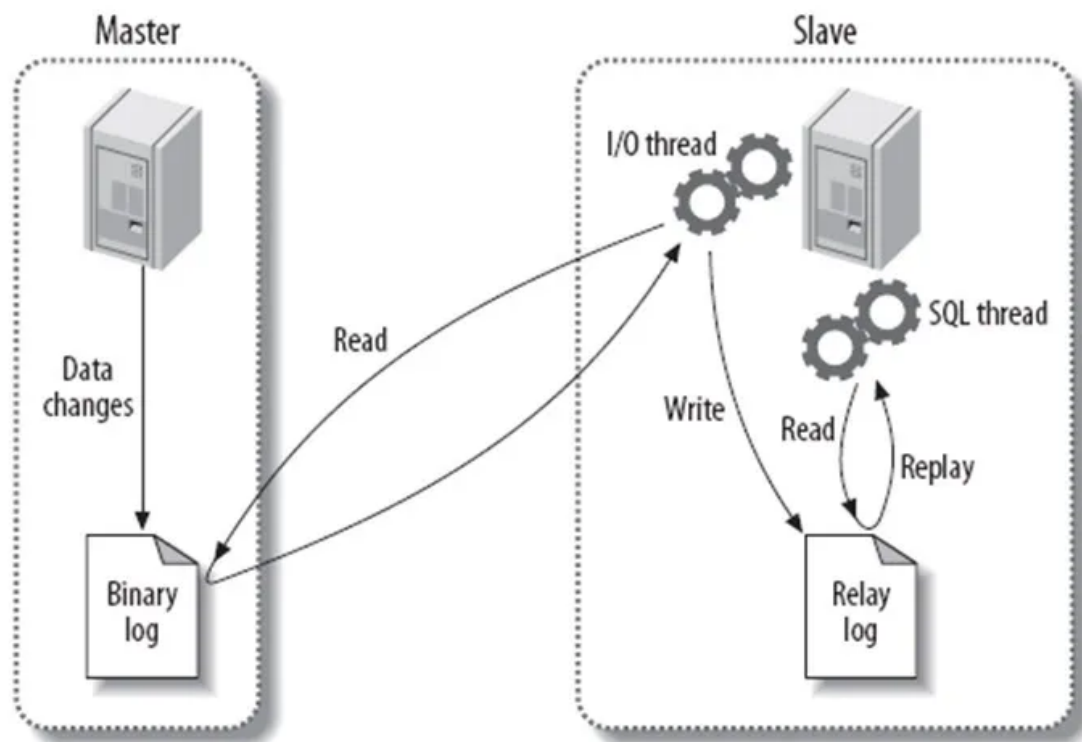 Master
Slave
I/O thread
SQL thread
Read
Data
changes
Write
Read
Replay
Binary
log
Relay
log